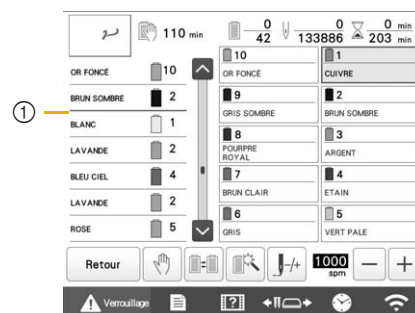 110 min
0
42
0
133886
0 min
203 min
OR FONCÉ 10
BRUN SOMBRE 2
BLANC 1
LAVANDE 2
BLEU CIEL 4
LAVANDE 2
ROSE 5
10
OR FONCÉ
1
CUIVRE
9
GRIS SOMBRE
2
BRUN SOMBRE
8
POURPRE
ROYAL
3
ARGENT
7
BRUN CLAIR
4
ETAIN
6
GRIS
5
VERT PALE
1
Retour
-/+
1000
spm
− +
Verrouillage
?